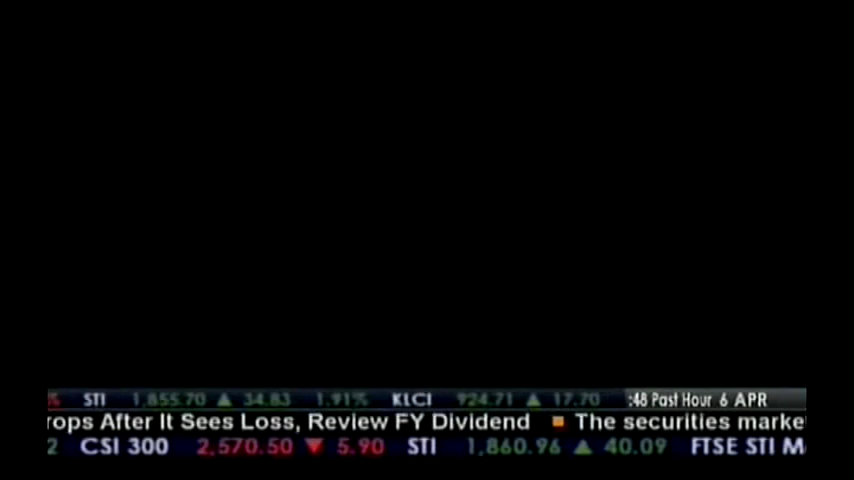 % STI 1,855.70 ▲ 34.83 1.91% KLCI 924.71 ▲ 17.70 :48 Past Hour 6 APR
rops After It Sees Loss, Review FY Dividend ■ The securities marke
2 CSI 300 2,570.50 ▼ 5.90 STI 1,860.96 ▲ 40.09 FTSE STI M